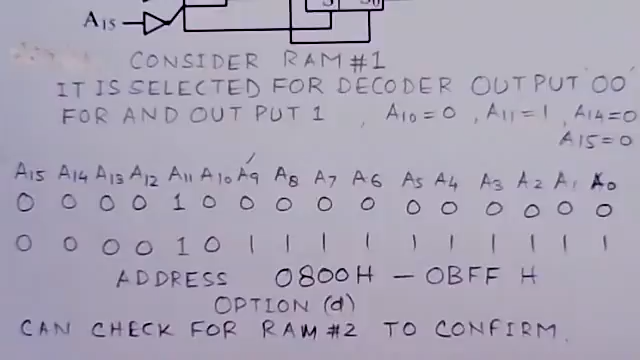 A15
CONSIDER RAM #1
IT IS SELECTED FOR DECODER OUTPUT 00
FOR AND OUTPUT 1 , A10=0 , A11=1 , A14=0
A15=0
A15 A14 A13 A12 A11 A10 A9 A8 A7 A6 A5 A4 A3 A2 A1 A0
0 0 0 0 1 0 0 0 0 0 0 0 0 0 0 0
0 0 0 0 1 0 1 1 1 1 1 1 1 1 1 1
ADDRESS 0800H - 0BFF H
OPTION (d)
CAN CHECK FOR RAM #2 TO CONFIRM.